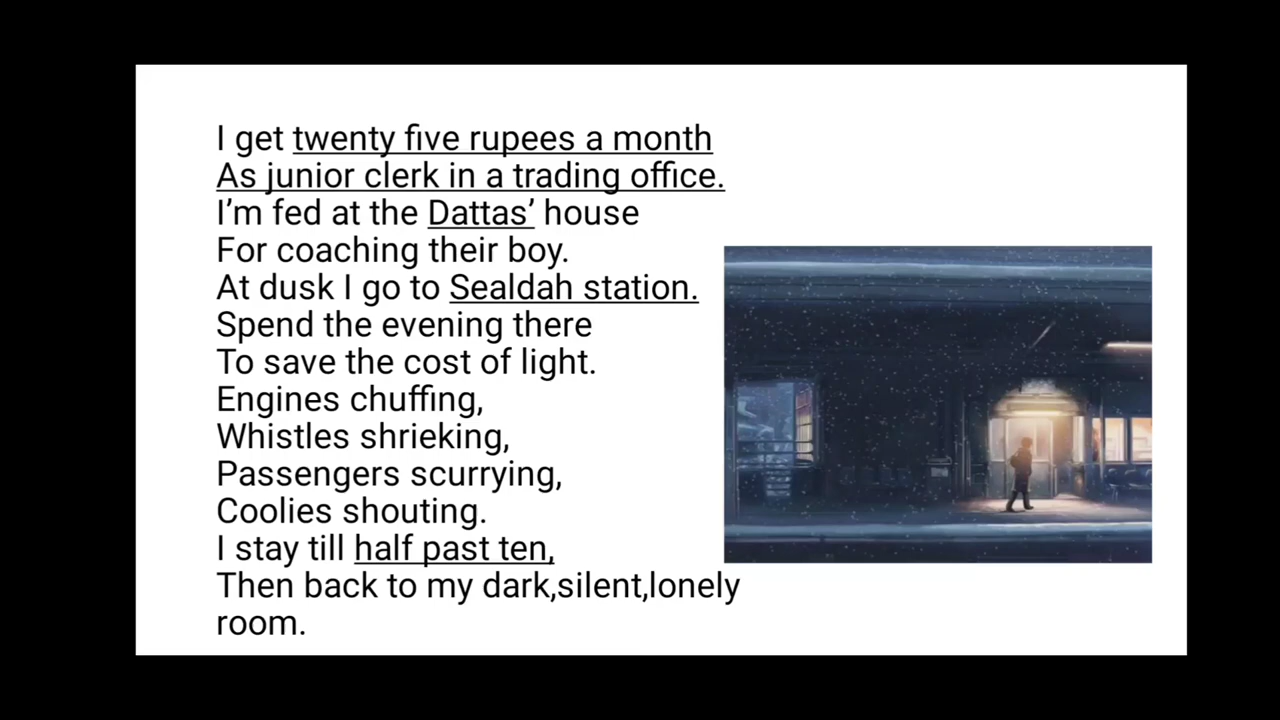 I get twenty five rupees a month
As junior clerk in a trading office.
I’m fed at the Dattas’ house
For coaching their boy.
At dusk I go to Sealdah station.
Spend the evening there
To save the cost of light.
Engines chuffing,
Whistles shrieking,
Passengers scurrying,
Coolies shouting.
I stay till half past ten,
Then back to my dark,silent,lonely
room.